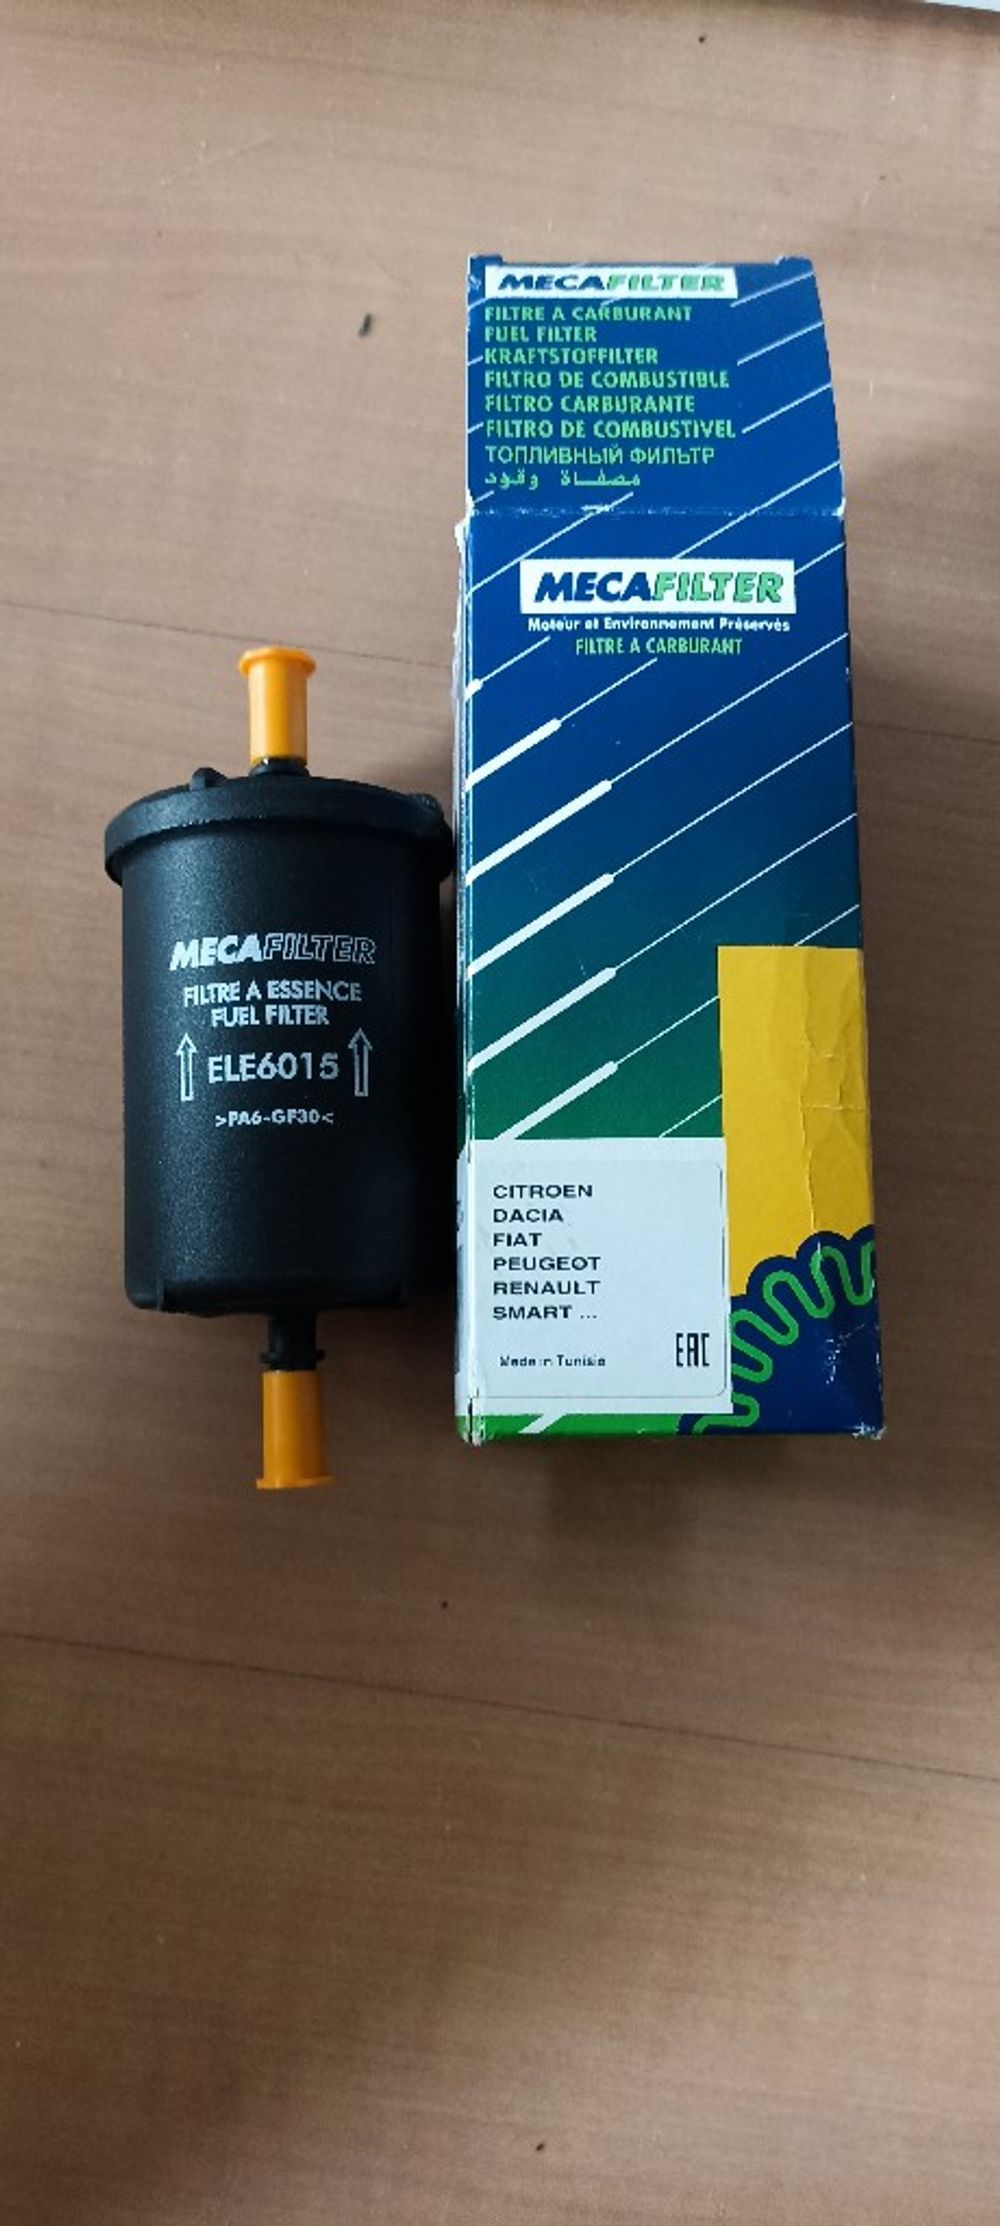 MECAFILTER
FILTRE A CARBURANT
FUEL FILTER
KRAFTSTOFFILTER
FILTRO DE COMBUSTIBLE
FILTRO CARBURANTE
FILTRO DE COMBUSTIVEL
ТОПЛИВНЫЙ ФИЛЬТР
مصفاة وقود
MECAFILTER
Moteur et Environnement Préservés
FILTRE A CARBURANT
CITROEN
DACIA
FIAT
PEUGEOT
RENAULT
SMART ...
Made in Tunisia
EAC
MECAFILTER
FILTRE A ESSENCE
FUEL FILTER
ELE6015
>PA6-GF30<